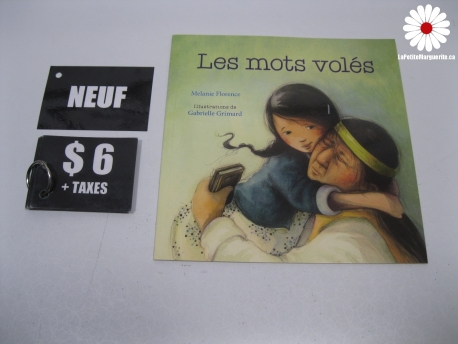 LaPetiteMarguerite.ca
NEUF
$ 6
+ TAXES
Les mots volés
Melanie Florence
Illustrations de
Gabrielle Grimard